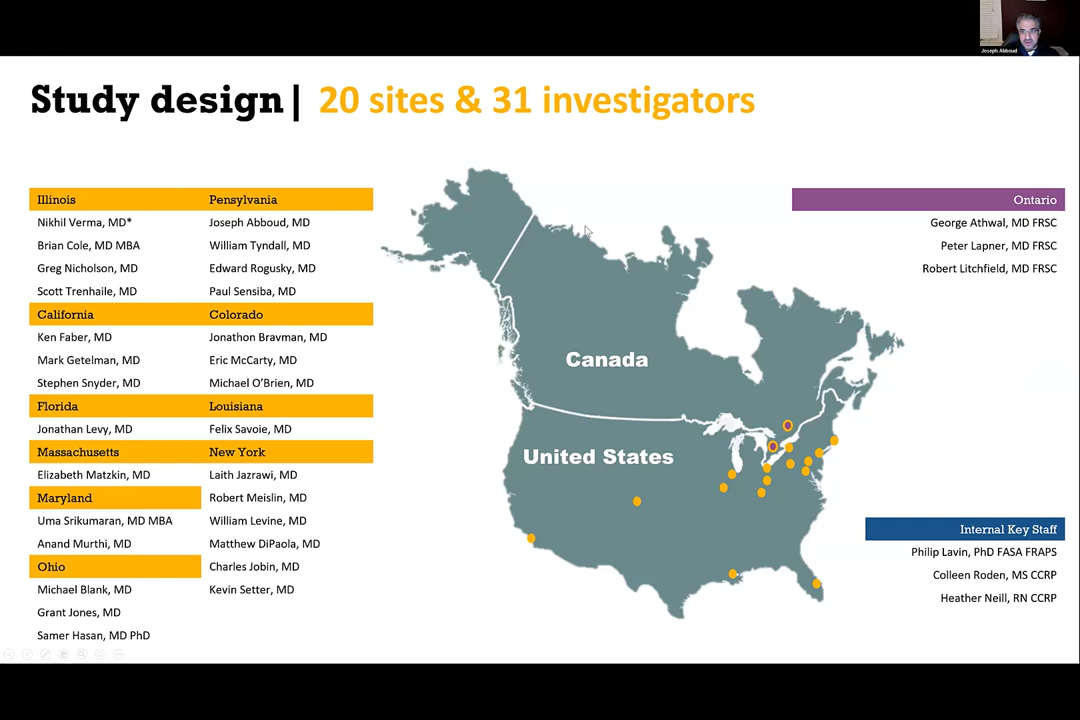 Joseph Abboud
Study design| 20 sites & 31 investigators
Illinois
Nikhil Verma, MD*
Brian Cole, MD MBA
Greg Nicholson, MD
Scott Trenhaile, MD
California
Ken Faber, MD
Mark Getelman, MD
Stephen Snyder, MD
Florida
Jonathan Levy, MD
Massachusetts
Elizabeth Matzkin, MD
Maryland
Uma Srikumaran, MD MBA
Anand Murthi, MD
Ohio
Michael Blank, MD
Grant Jones, MD
Samer Hasan, MD PhD
Pensylvania
Joseph Abboud, MD
William Tyndall, MD
Edward Rogusky, MD
Paul Sensiba, MD
Colorado
Jonathon Bravman, MD
Eric McCarty, MD
Michael O’Brien, MD
Louisiana
Felix Savoie, MD
New York
Laith Jazrawi, MD
Robert Meislin, MD
William Levine, MD
Matthew DiPaola, MD
Charles Jobin, MD
Kevin Setter, MD
Canada
United States
Ontario
George Athwal, MD FRSC
Peter Lapner, MD FRSC
Robert Litchfield, MD FRSC
Internal Key Staff
Philip Lavin, PhD FASA FRAPS
Colleen Roden, MS CCRP
Heather Neill, RN CCRP